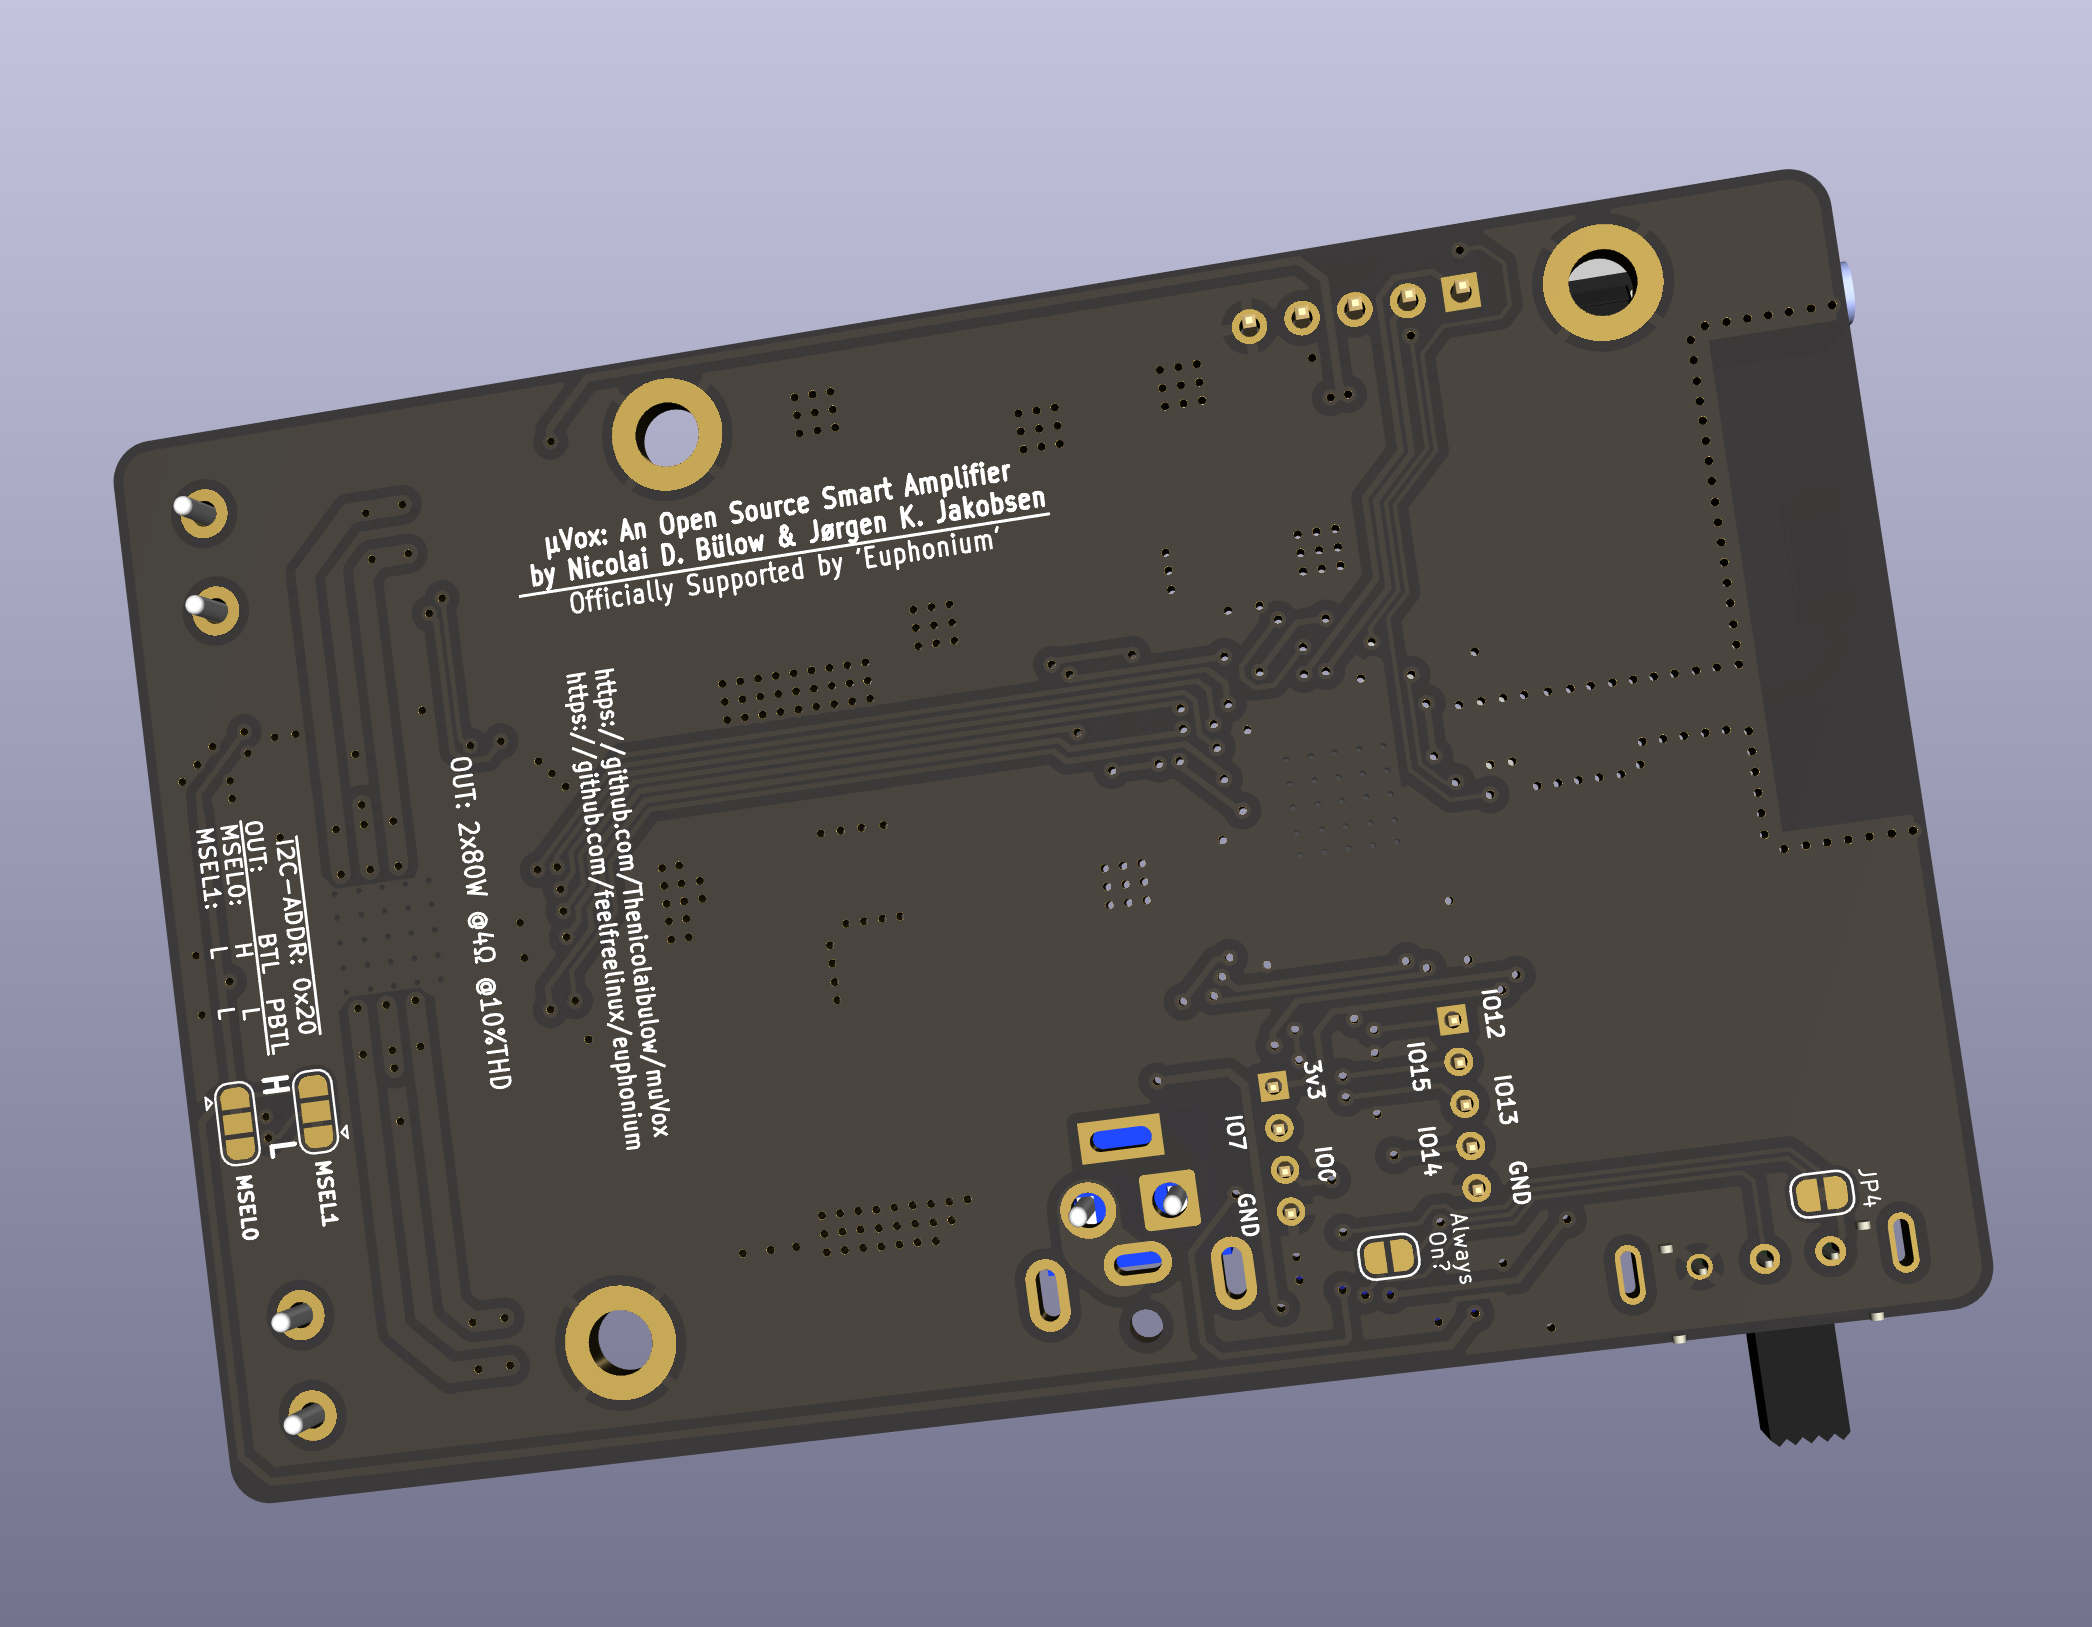 µVox: An Open Source Smart Amplifier
by Nicolai D. Bülow & Jørgen K. Jakobsen
Officially Supported by 'Euphonium'
https://github.com/Thenicolaibulow/muVox
https://github.com/feelfreelinux/euphonium
OUT: 2x80W @4Ω @10%THD
I2C-ADDR: 0x20
OUT: BTL PBTL
MSEL0: H L
MSEL1: L L
H
L
MSEL0
MSEL1
IO12
IO15
IO13
IO14
GND
3v3
IO7
IO0
GND
Always
On?
JP4